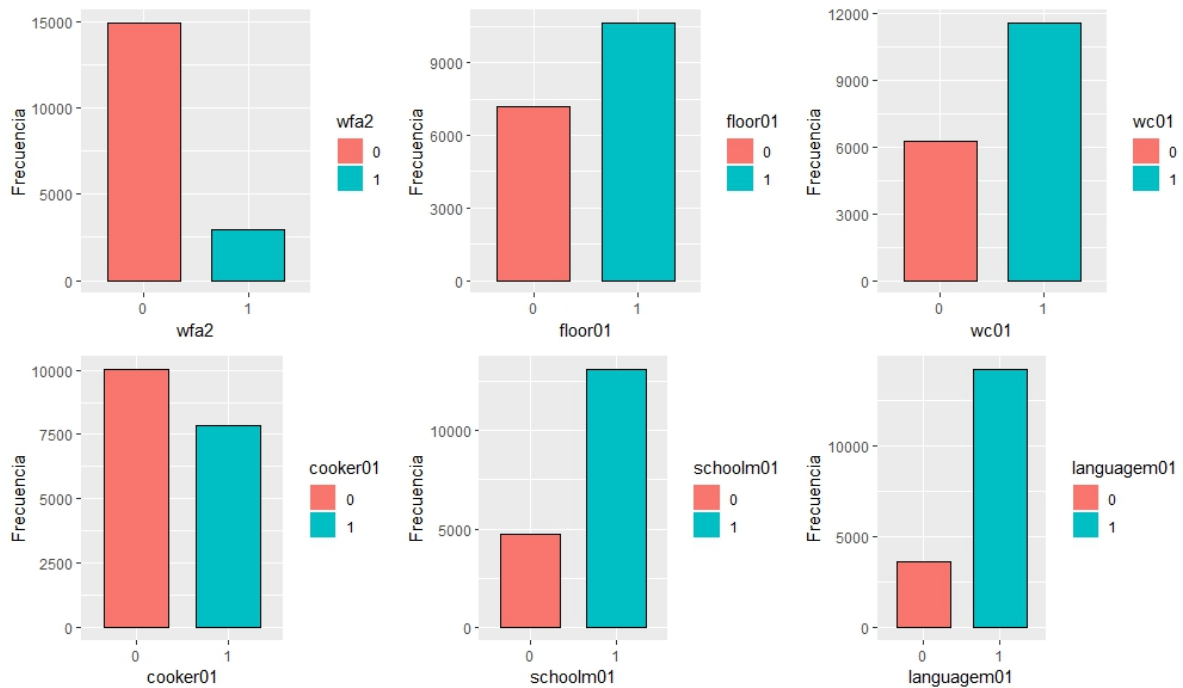 15000
10000
5000
0
Frecuencia
0 1
wfa2
wfa2
0
1
9000
6000
3000
0
Frecuencia
0 1
floor01
floor01
0
1
12000
9000
6000
3000
0
Frecuencia
0 1
wc01
wc01
0
1
10000
7500
5000
2500
0
Frecuencia
0 1
cooker01
cooker01
0
1
10000
5000
0
Frecuencia
0 1
schoolm01
schoolm01
0
1
10000
5000
0
Frecuencia
0 1
languagem01
languagem01
0
1